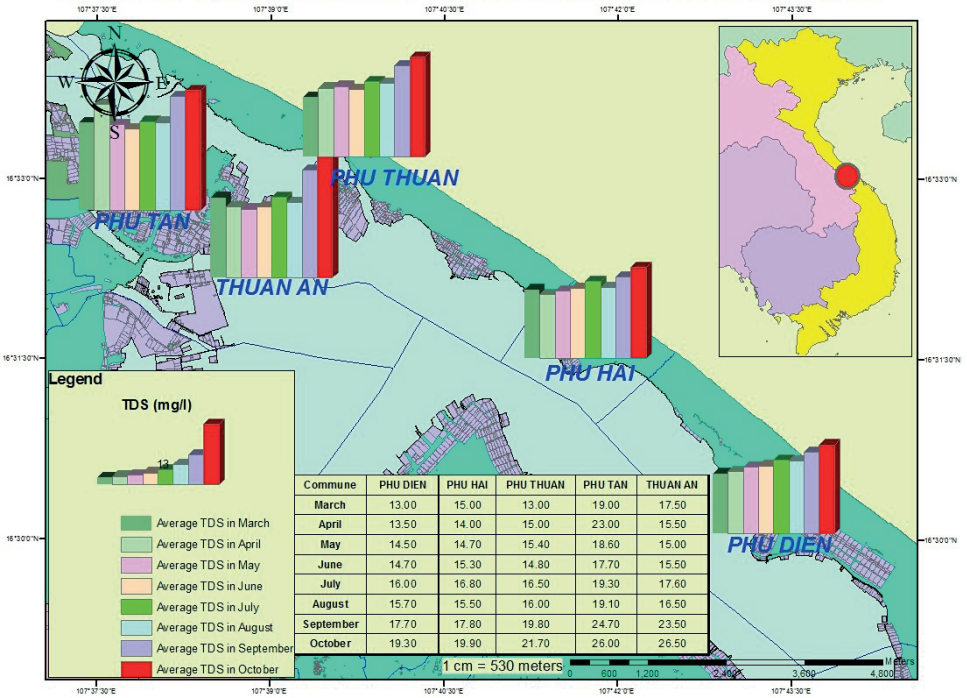 107°37'30"E 107°39'0"E 107°40'30"E 107°42'0"E 107°43'30"E
N
W E
S
16°33'0"N 16°33'0"N
PHU THUAN
PHU TAN
THUAN AN
16°31'30"N 16°31'30"N
PHU HAI
Legend
TDS (mg/l)
13
Average TDS in March
Average TDS in April
Average TDS in May
Average TDS in June
Average TDS in July
Average TDS in August
Average TDS in September
Average TDS in October
Commune PHU DIEN PHU HAI PHU THUAN PHU TAN THUAN AN
March 13.00 15.00 13.00 19.00 17.50
April 13.50 14.00 15.00 23.00 15.50
May 14.50 14.70 15.40 18.60 15.00
June 14.70 15.30 14.80 17.70 15.50
July 16.00 16.80 16.50 19.30 17.60
August 15.70 15.50 16.00 19.10 16.50
September 17.70 17.80 19.80 24.70 23.50
October 19.30 19.90 21.70 26.00 26.50
PHU DIEN
16°30'0"N 16°30'0"N
1 cm = 530 meters
Meters
0 600 1,200 2,400 3,600 4,800
107°37'30"E 107°39'0"E 107°40'30"E 107°42'0"E 107°43'30"E